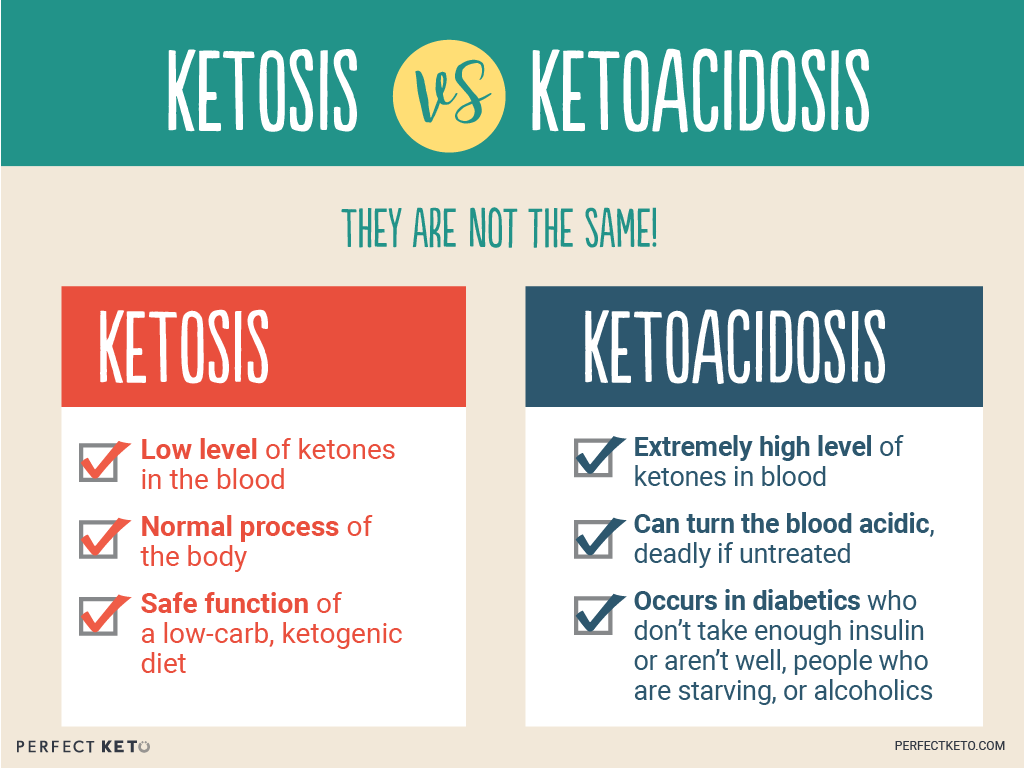 KETOSIS vs KETOACIDOSIS
THEY ARE NOT THE SAME!
KETOSIS
Low level of ketones
in the blood
Normal process of
the body
Safe function of
a low-carb, ketogenic
diet
KETOACIDOSIS
Extremely high level of
ketones in blood
Can turn the blood acidic,
deadly if untreated
Occurs in diabetics who
don't take enough insulin
or aren't well, people who
are starving, or alcoholics
PERFECT KETO
PERFECTKETO.COM